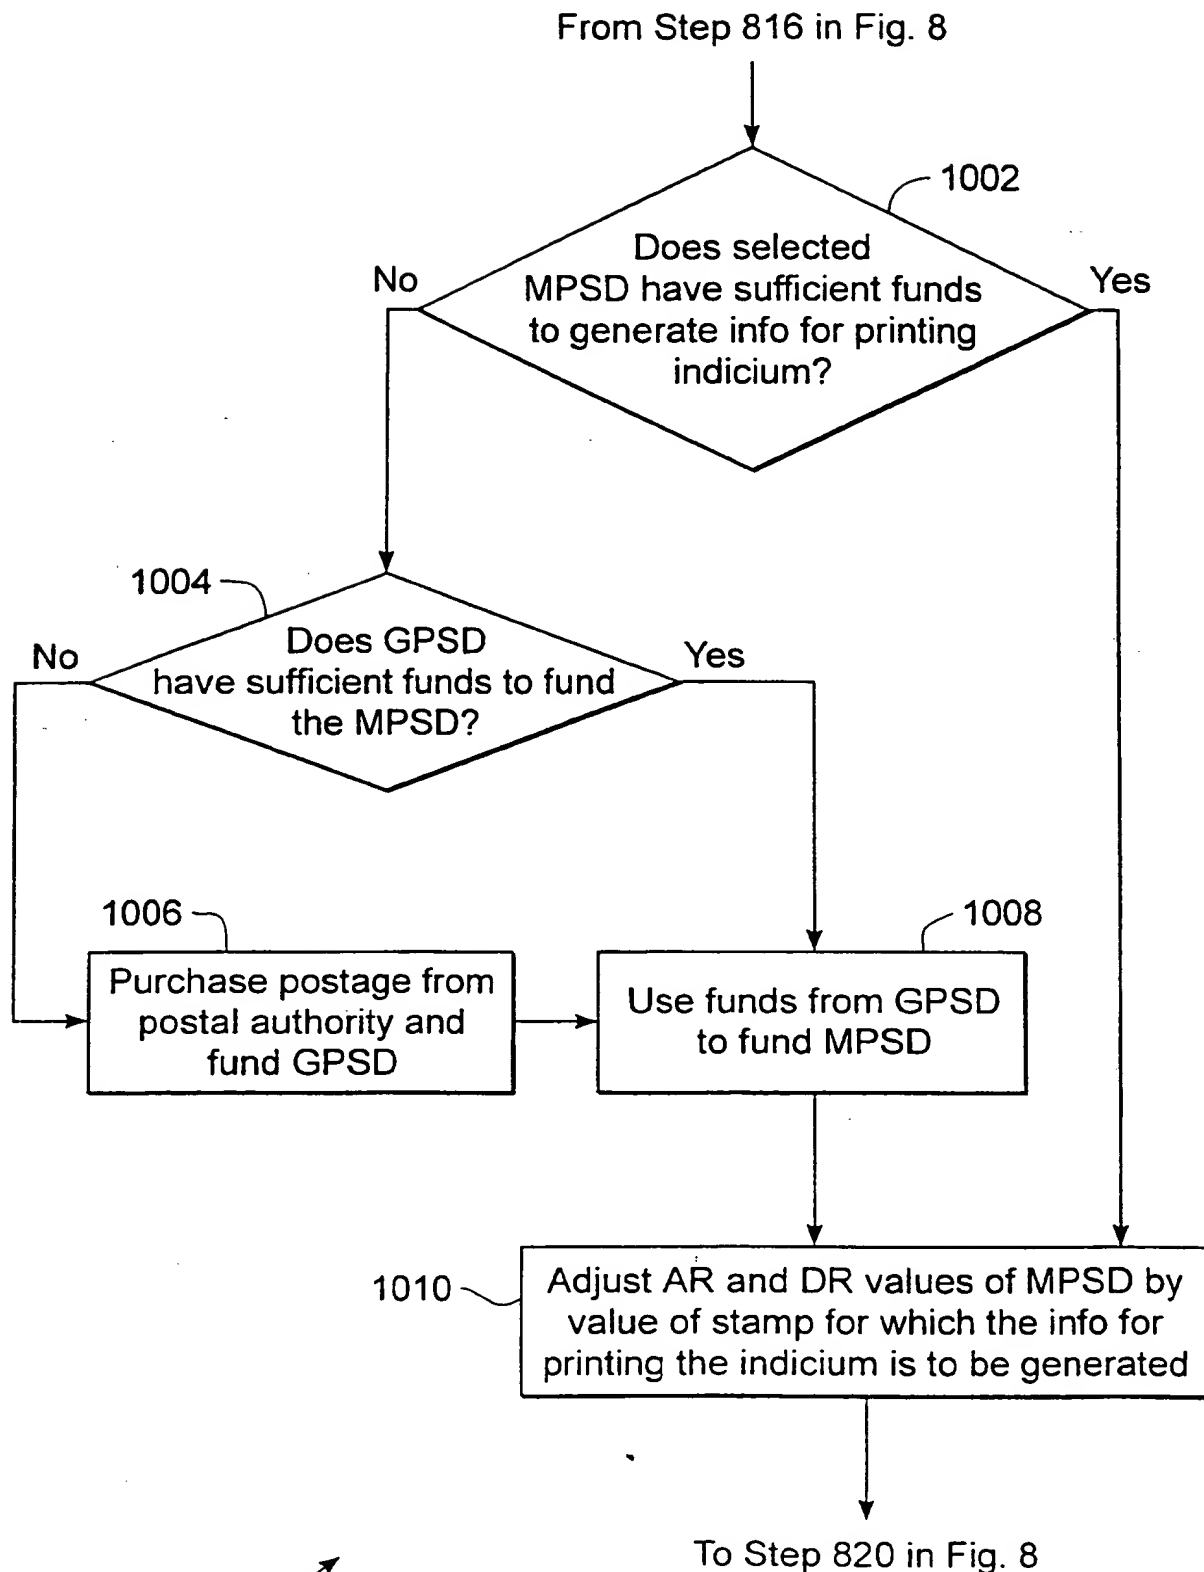 From Step 816 in Fig. 8
1002
Does selected
MPSD have sufficient funds
to generate info for printing
indicium?
No
Yes
1004
Does GPSD
have sufficient funds to fund
the MPSD?
No
Yes
1006
Purchase postage from
postal authority and
fund GPSD
1008
Use funds from GPSD
to fund MPSD
1010
Adjust AR and DR values of MPSD by
value of stamp for which the info for
printing the indicium is to be generated
To Step 820 in Fig. 8